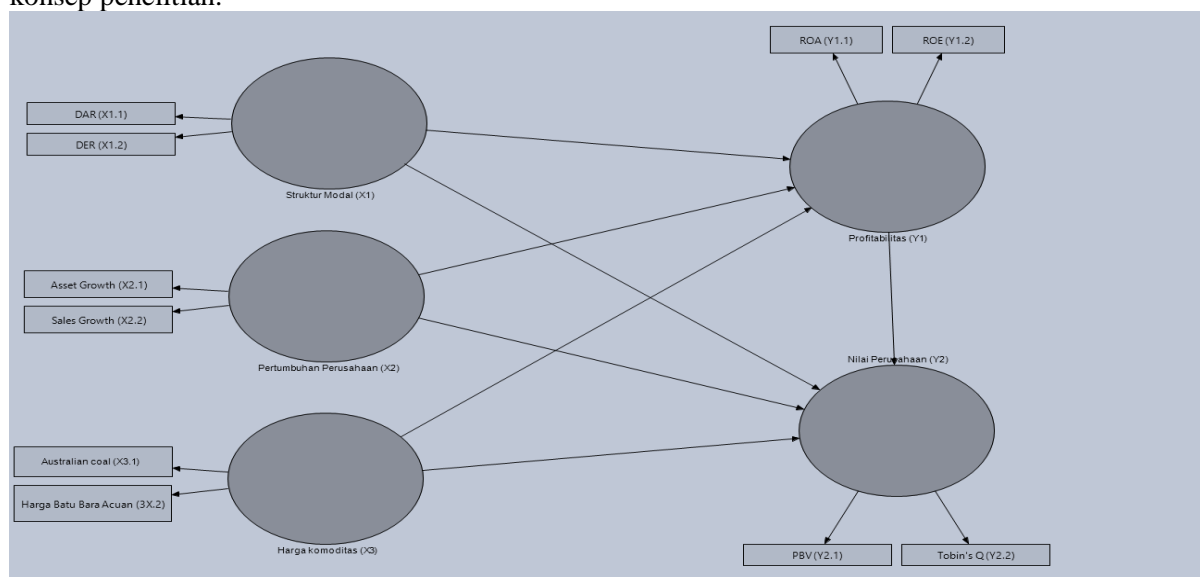 konsep penelitian.
ROA (Y1.1)
ROE (Y1.2)
DAR (X1.1)
DER (X1.2)
Struktur Modal (X1)
Profitabilitas (Y1)
Asset Growth (X2.1)
Sales Growth (X2.2)
Pertumbuhan Perusahaan (X2)
Nilai Perusahaan (Y2)
Australian coal (X3.1)
Harga Batu Bara Acuan (3X.2)
Harga komoditas (X3)
PBV (Y2.1)
Tobin's Q (Y2.2)